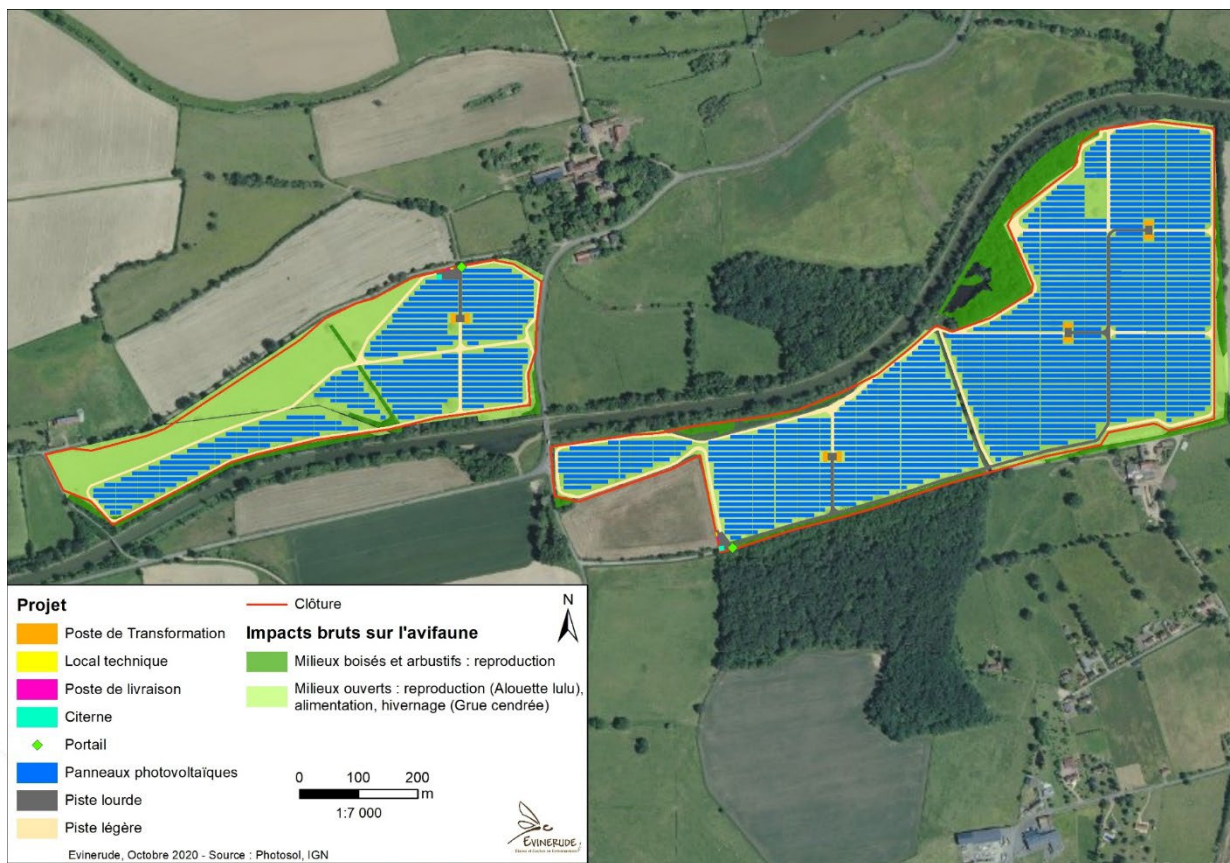 Projet
Poste de Transformation
Local technique
Poste de livraison
Citerne
Portail
Panneaux photovoltaïques
Piste lourde
Piste légère
Clôture
Impacts bruts sur l'avifaune
Milieux boisés et arbustifs : reproduction
Milieux ouverts : reproduction (Alouette lulu),
alimentation, hivernage (Grue cendrée)
N
0 100 200
m
1:7 000
EVINERUDE
Evinerude, Octobre 2020 - Source : Photosol, IGN